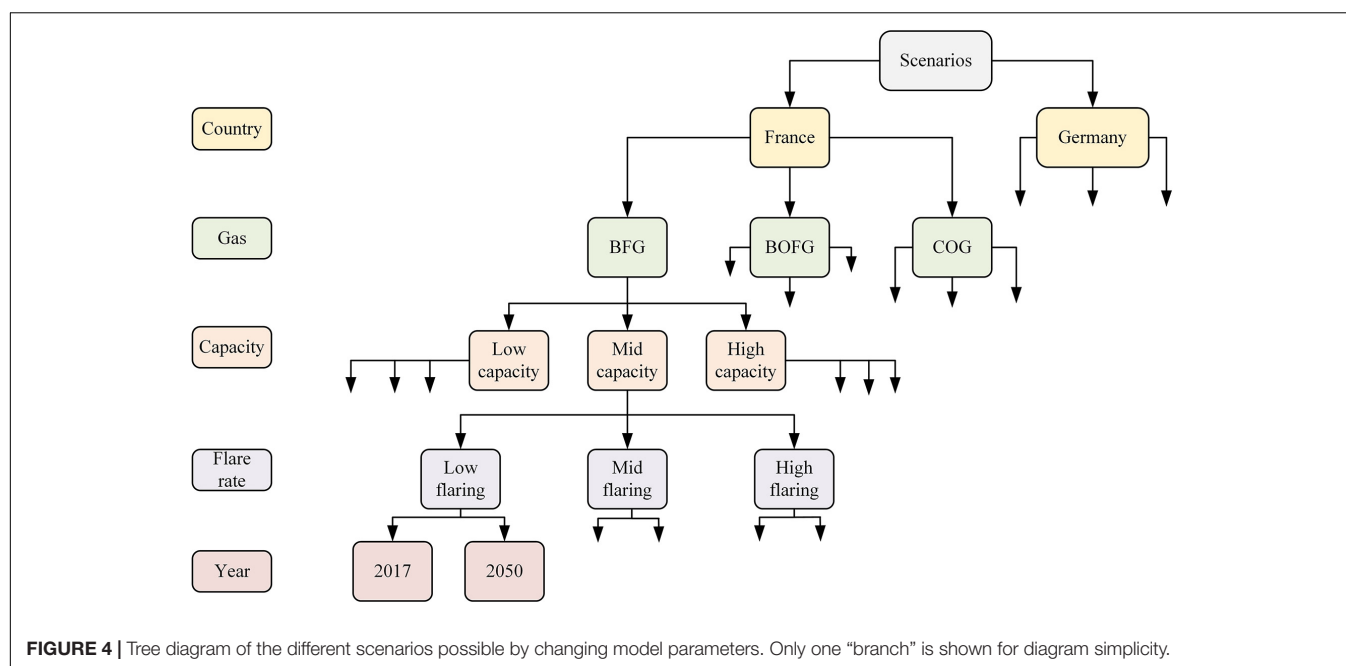 Scenarios
Country
France
Germany
Gas
BFG
BOFG
COG
Capacity
Low
capacity
Mid
capacity
High
capacity
Flare
rate
Low
flaring
Mid
flaring
High
flaring
Year
2017
2050
FIGURE 4 | Tree diagram of the different scenarios possible by changing model parameters. Only one “branch” is shown for diagram simplicity.